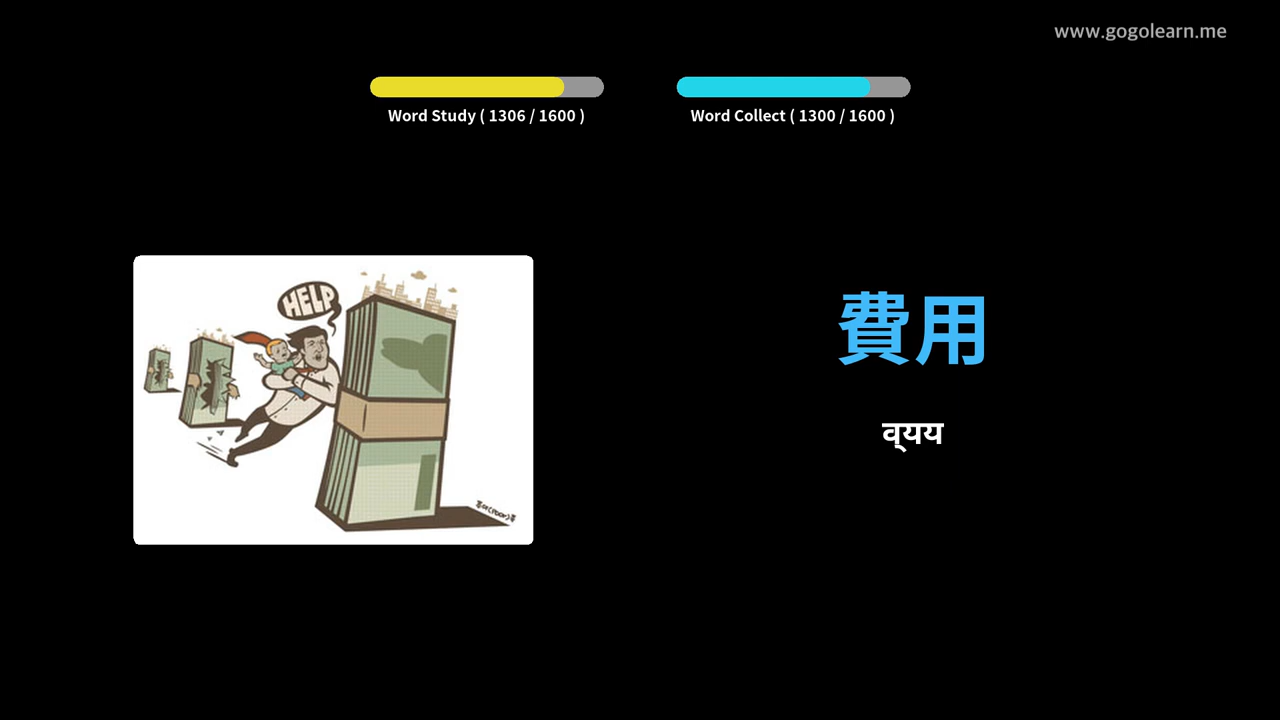 www.gogolearn.me
Word Study ( 1306 / 1600 )
Word Collect ( 1300 / 1600 )
HELP
費用
व्यय